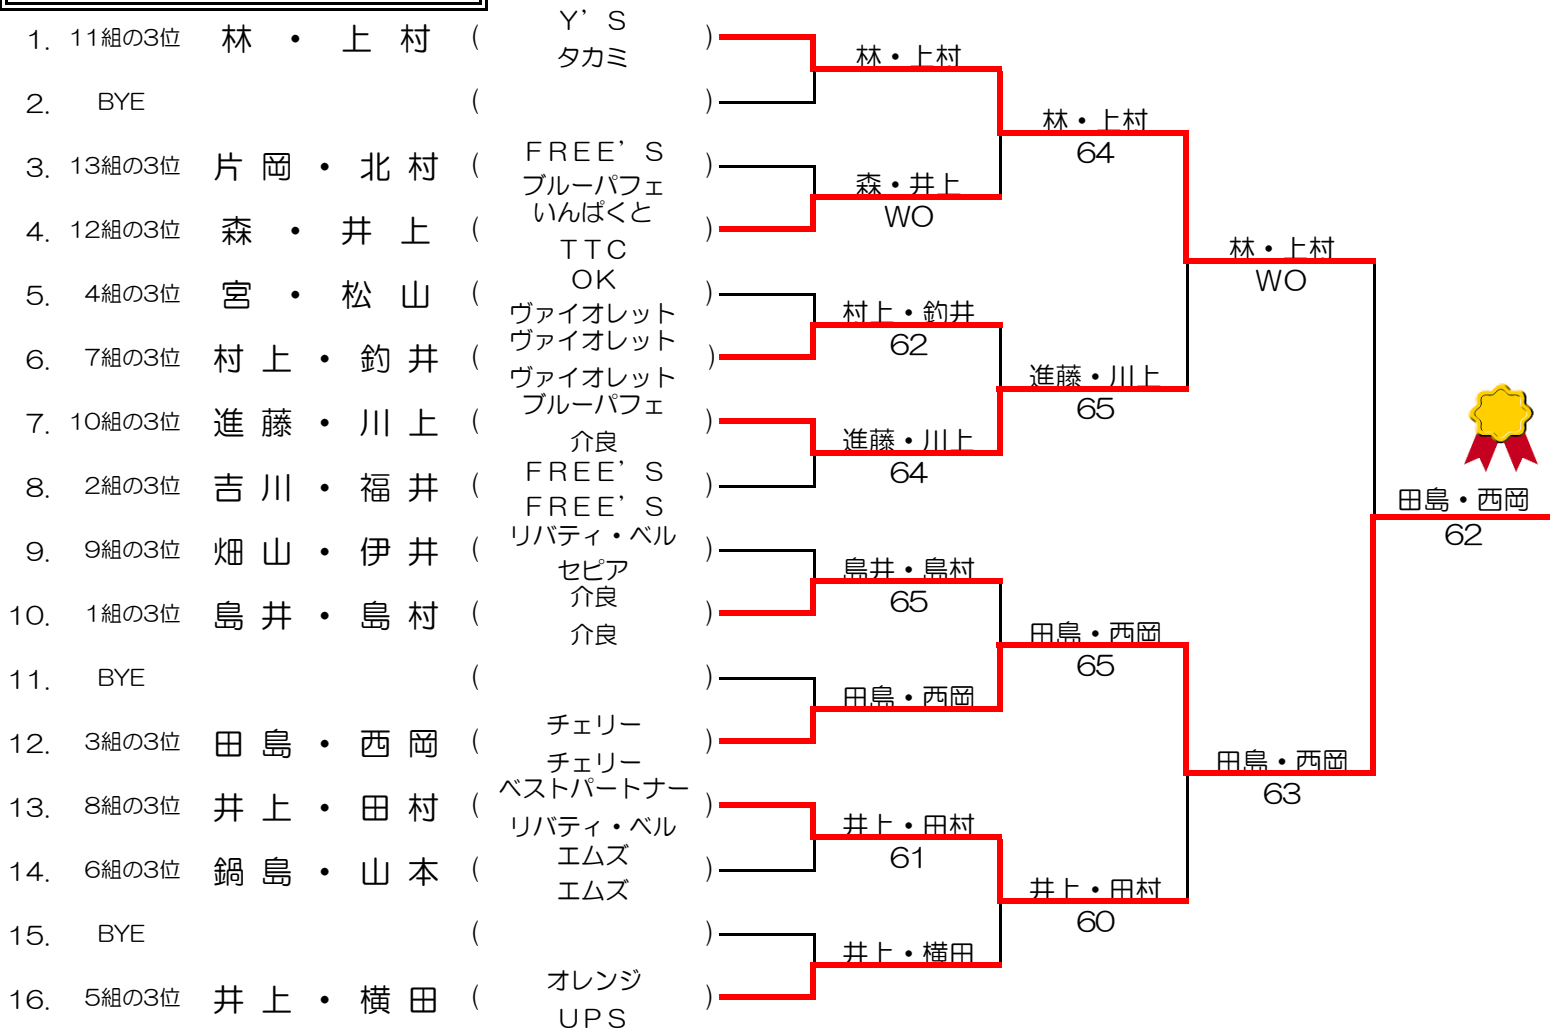 1. 11組の3位 林 ・ 上 村 ( Y'S タカミ )
2. BYE ( )
3. 13組の3位 片 岡 ・ 北 村 ( FREE'S ブルーパフェ )
4. 12組の3位 森 ・ 井 上 ( いんぱくと TTC )
5. 4組の3位 宮 ・ 松 山 ( OK ヴァイオレット )
6. 7組の3位 村 上 ・ 釣 井 ( ヴァイオレット ヴァイオレット )
7. 10組の3位 進 藤 ・ 川 上 ( ブルーパフェ 介良 )
8. 2組の3位 吉 川 ・ 福 井 ( FREE'S FREE'S )
9. 9組の3位 畑 山 ・ 伊 井 ( リバティ・ベル セピア )
10. 1組の3位 島 井 ・ 島 村 ( 介良 介良 )
11. BYE ( )
12. 3組の3位 田 島 ・ 西 岡 ( チェリー チェリー )
13. 8組の3位 井 上 ・ 田 村 ( ベストパートナー リバティ・ベル )
14. 6組の3位 鍋 島 ・ 山 本 ( エムズ エムズ )
15. BYE ( )
16. 5組の3位 井 上 ・ 横 田 ( オレンジ UPS )
林・上村
森・井上
WO
村上・釣井
62
進藤・川上
64
島井・島村
65
田島・西岡
井上・田村
61
井上・横田
林・上村
64
進藤・川上
65
田島・西岡
65
井上・田村
60
林・上村
WO
田島・西岡
63
田島・西岡
62